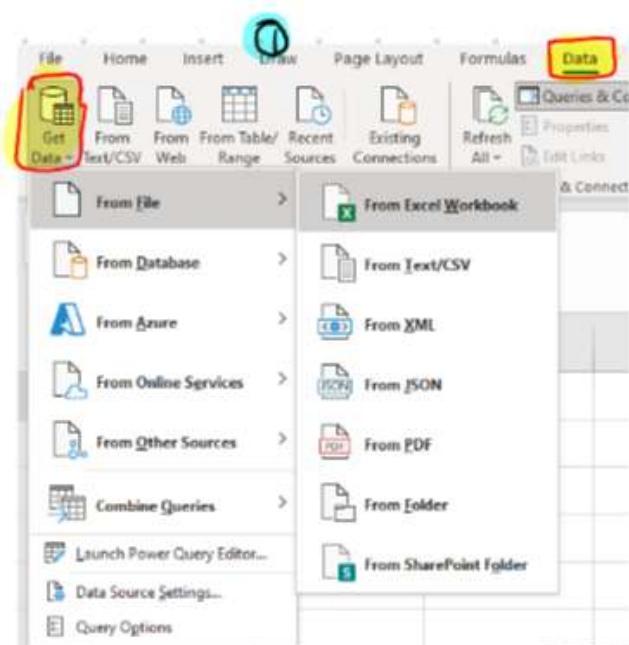 1
File Home Insert Draw Page Layout Formulas Data
Get Data From Text/CSV From Web From Table/ Range Recent Sources Existing Connections Refresh All Queries & Co
Properties
Edit Links
& Connect
From File
From Database
From Azure
From Online Services
From Other Sources
Combine Queries
Launch Power Query Editor...
Data Source Settings...
Query Options
From Excel Workbook
From Text/CSV
From XML
JSON From JSON
PDF From PDF
From Folder
S From SharePoint Folder